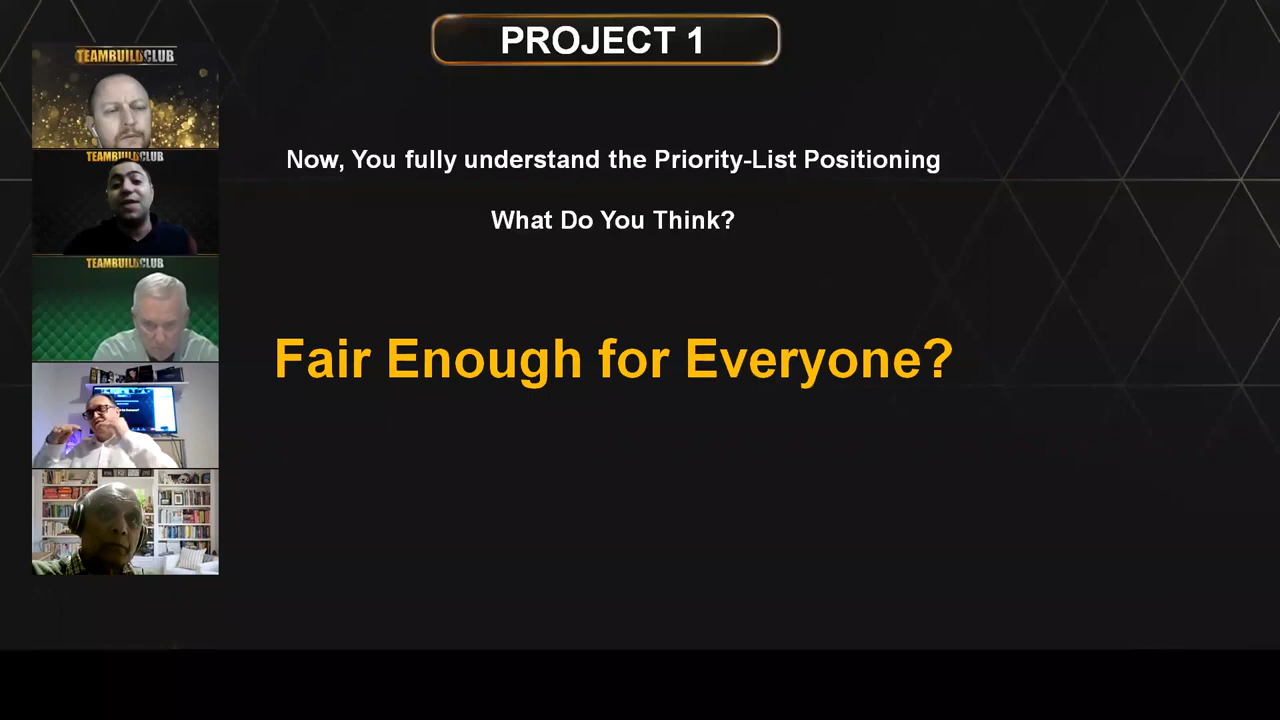 PROJECT 1
TEAMBUILDCLUB
TEAMBUILDCLUB
TEAMBUILDCLUB
Now, You fully understand the Priority-List Positioning
What Do You Think?
Fair Enough for Everyone?